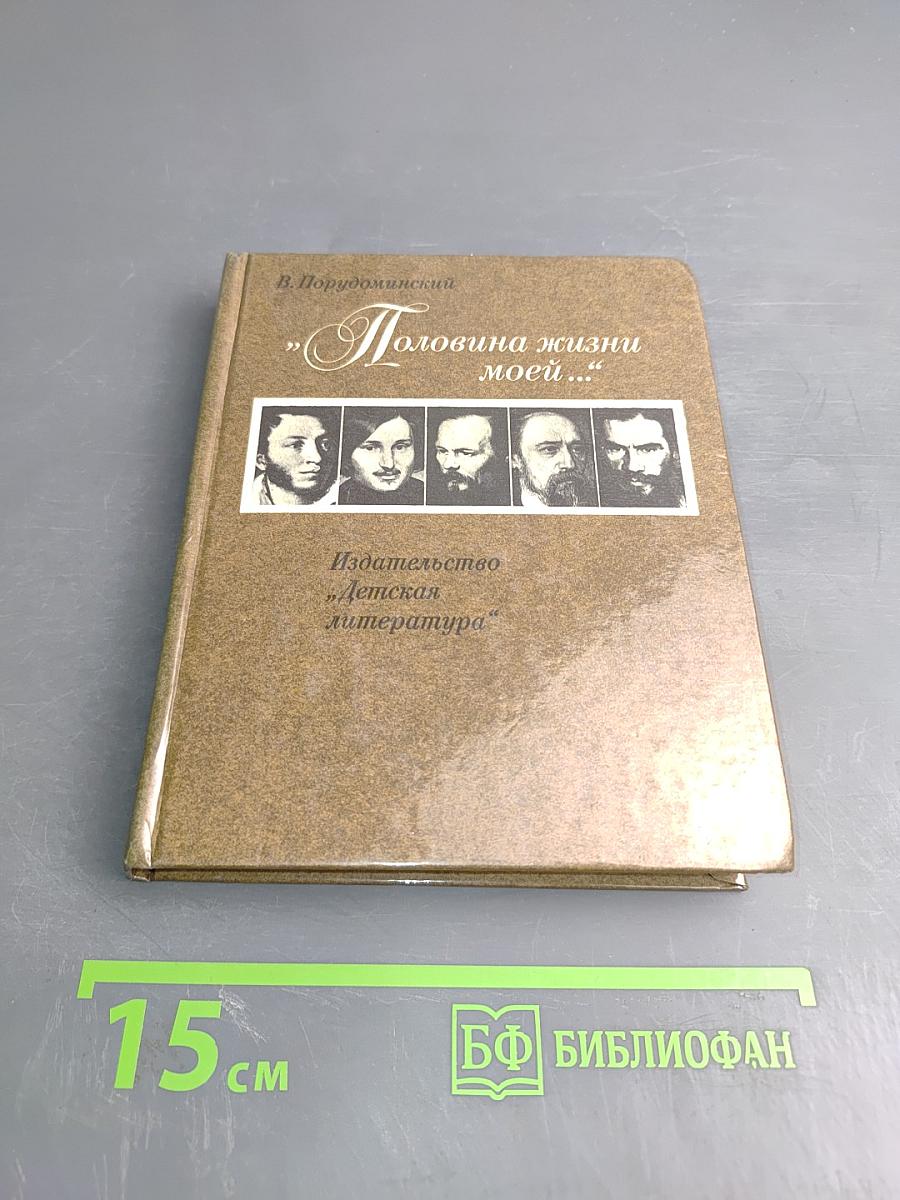 В. Порудоминский
„Половина жизни
моей...“
Издательство
„Детская
литература“
15 см
БФ БИБЛИОФАН